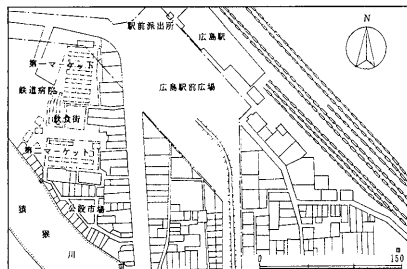 駅前派出所
広島駅
N
第一マーケット
鉄道病院
広島駅前広場
飲食街
第二マーケット
公設市場
猿猴川
0 150
m